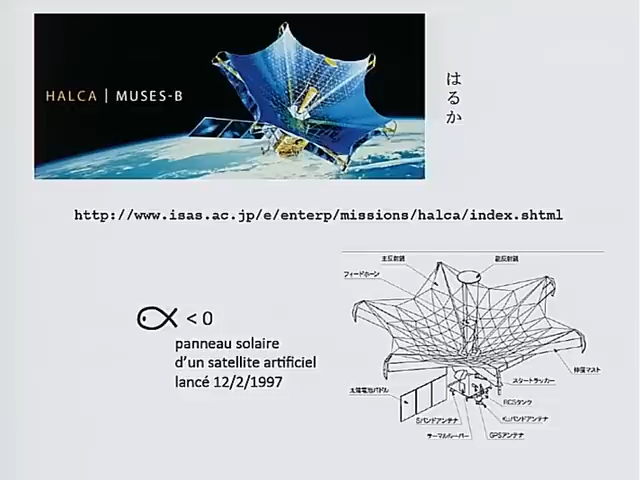 HALCA | MUSES-B
はるか
http://www.isas.ac.jp/e/enterp/missions/halca/index.shtml
主反射鏡
副反射鏡
フィードホーン
< 0
panneau solaire
d'un satellite artificiel
lancé 12/2/1997
伸展マスト
スタートラッカー
太陽電池パドル
RCSタンク
Sバンドアンテナ
Kuバンドアンテナ
サーマルルーバー
GPSアンテナ